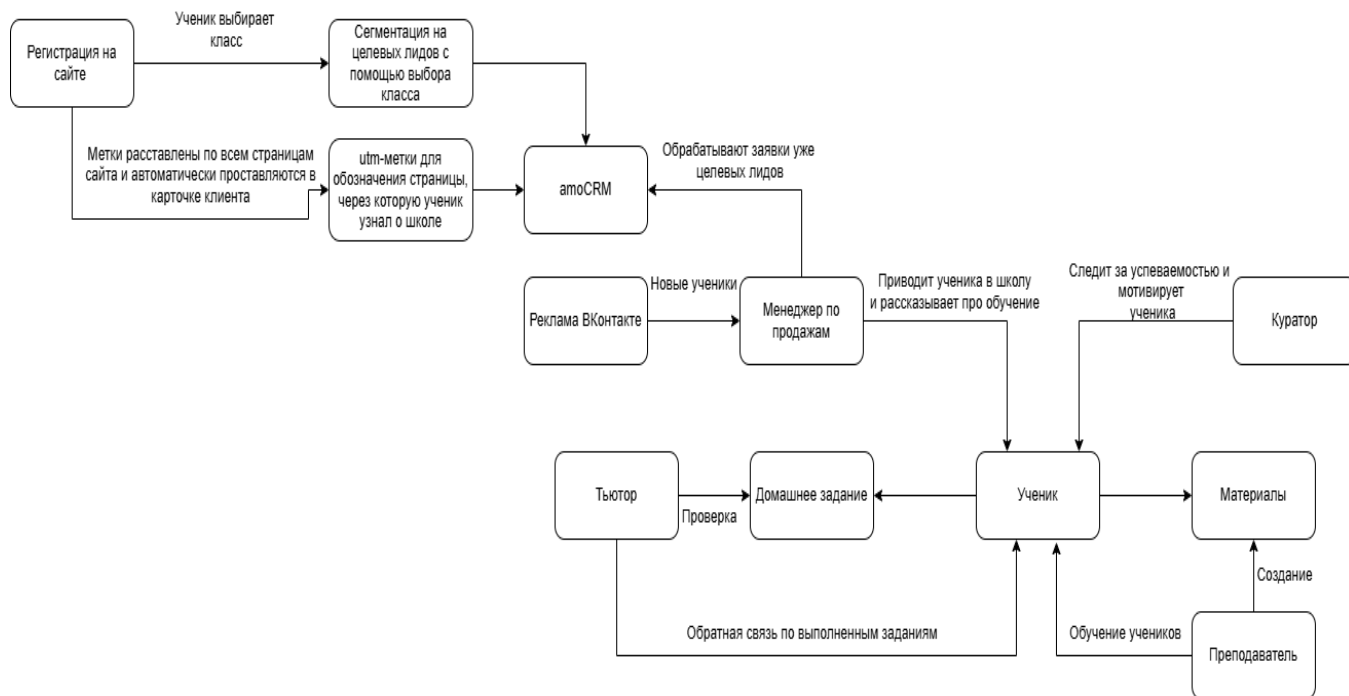 Ученик выбирает
класс
Регистрация на
сайте
Сегментация на
целевых лидов с
помощью выбора
класса
Метки расставлены по всем страницам
сайта и автоматически проставляются в
карточке клиента
utm-метки для
обозначения страницы,
через которую ученик
узнал о школе
amoCRM
Обрабатывают заявки уже
целевых лидов
Реклама ВКонтакте
Новые ученики
Менеджер по
продажам
Приводит ученика в школу
и рассказывает про обучение
Следит за успеваемостью и
мотивирует
ученика
Куратор
Тьютор
Проверка
Домашнее задание
Ученик
Материалы
Создание
Обратная связь по выполненным заданиям
Обучение учеников
Преподаватель